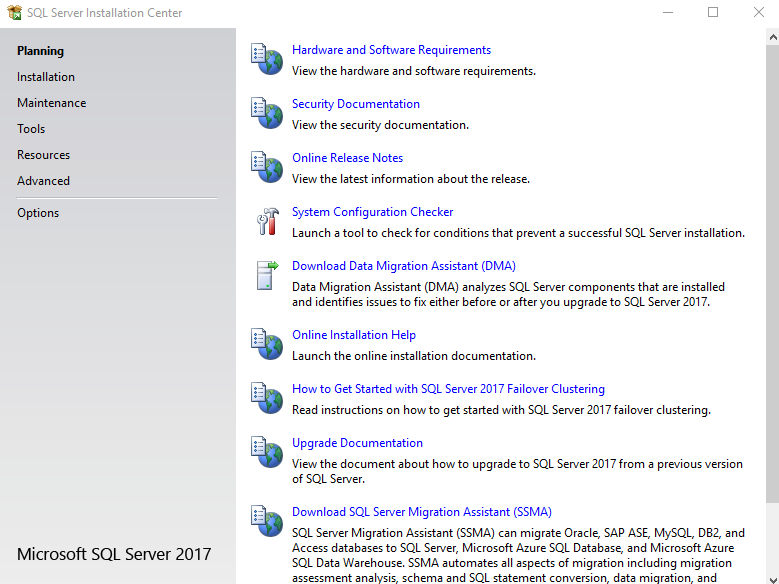 SQL Server Installation Center
Planning
Installation
Maintenance
Tools
Resources
Advanced
Options
Microsoft SQL Server 2017
Hardware and Software Requirements
View the hardware and software requirements.
Security Documentation
View the security documentation.
Online Release Notes
View the latest information about the release.
System Configuration Checker
Launch a tool to check for conditions that prevent a successful SQL Server installation.
Download Data Migration Assistant (DMA)
Data Migration Assistant (DMA) analyzes SQL Server components that are installed
and identifies issues to fix either before or after you upgrade to SQL Server 2017.
Online Installation Help
Launch the online installation documentation.
How to Get Started with SQL Server 2017 Failover Clustering
Read instructions on how to get started with SQL Server 2017 failover clustering.
Upgrade Documentation
View the document about how to upgrade to SQL Server 2017 from a previous version
of SQL Server.
Download SQL Server Migration Assistant (SSMA)
SQL Server Migration Assistant (SSMA) can migrate Oracle, SAP ASE, MySQL, DB2, and
Access databases to SQL Server, Microsoft Azure SQL Database, and Microsoft Azure
SQL Data Warehouse. SSMA automates all aspects of migration including migration
assessment analysis, schema and SQL statement conversion, data migration, and